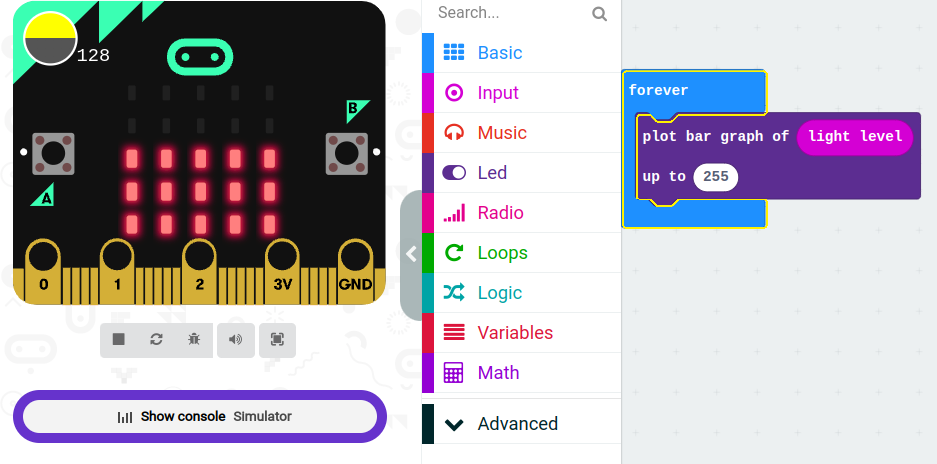 128
B
A
0 1 2 3V GND
Show console Simulator
Search...
Basic
Input
Music
Led
Radio
Loops
Logic
Variables
Math
Advanced
forever
plot bar graph of light level
up to 255